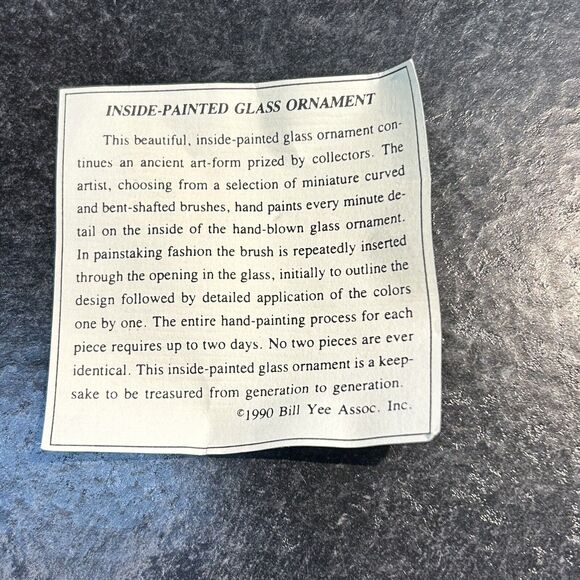 INSIDE-PAINTED GLASS ORNAMENT
This beautiful, inside-painted glass ornament con-
tinues an ancient art-form prized by collectors. The
artist, choosing from a selection of miniature curved
and bent-shafted brushes, hand paints every minute de-
tail on the inside of the hand-blown glass ornament.
In painstaking fashion the brush is repeatedly inserted
through the opening in the glass, initially to outline the
design followed by detailed application of the colors
one by one. The entire hand-painting process for each
piece requires up to two days. No two pieces are ever
identical. This inside-painted glass ornament is a keep-
sake to be treasured from generation to generation.
©1990 Bill Yee Assoc. Inc.